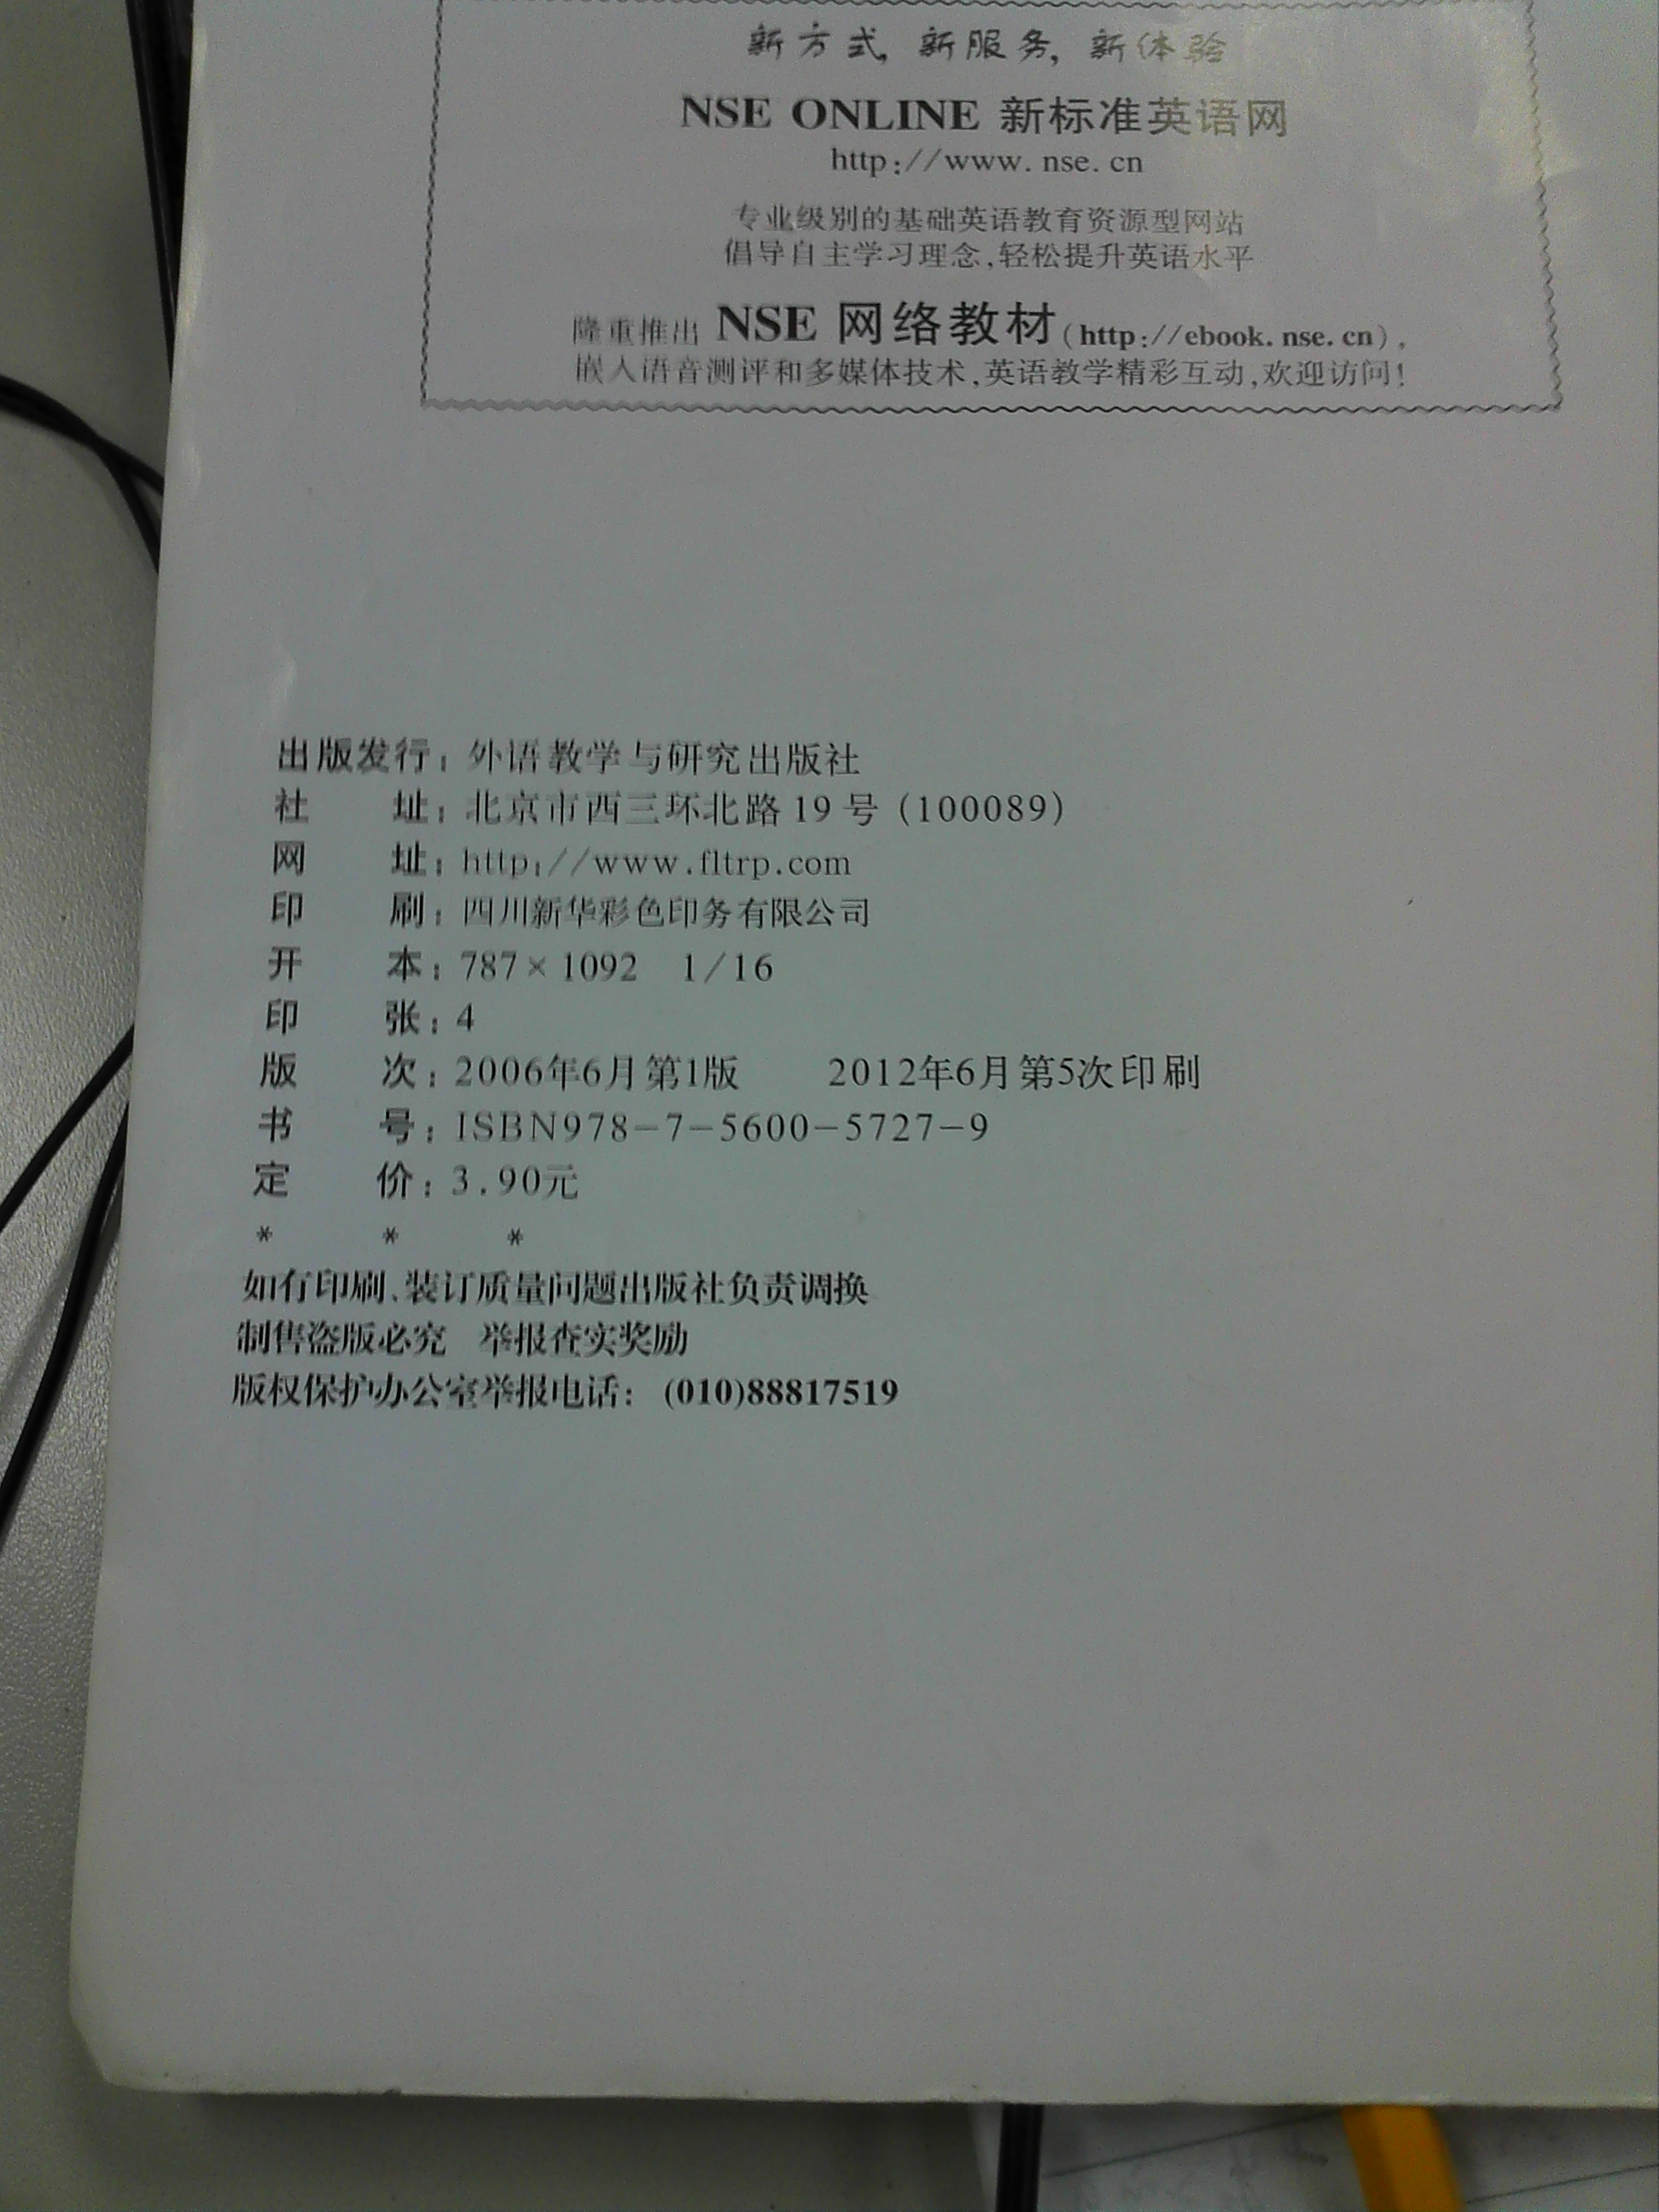 新方式，新服务，新体验
NSE ONLINE 新标准英语网
http://www.nse.cn
专业级别的基础英语教育资源型网站
倡导自主学习理念,轻松提升英语水平
隆重推出 NSE 网络教材(http://ebook.nse.cn),
嵌入语音测评和多媒体技术,英语教学精彩互动,欢迎访问!
出版发行: 外语教学与研究出版社
社 址: 北京市西三环北路 19 号 (100089)
网 址: http://www.fltrp.com
印 刷: 四川新华彩色印务有限公司
开 本: 787×1092 1/16
印 张: 4
版 次: 2006年6月第1版 2012年6月第5次印刷
书 号: ISBN978-7-5600-5727-9
定 价: 3.90元
* * *
如有印刷、装订质量问题出版社负责调换
制售盗版必究 举报查实奖励
版权保护办公室举报电话: (010)88817519